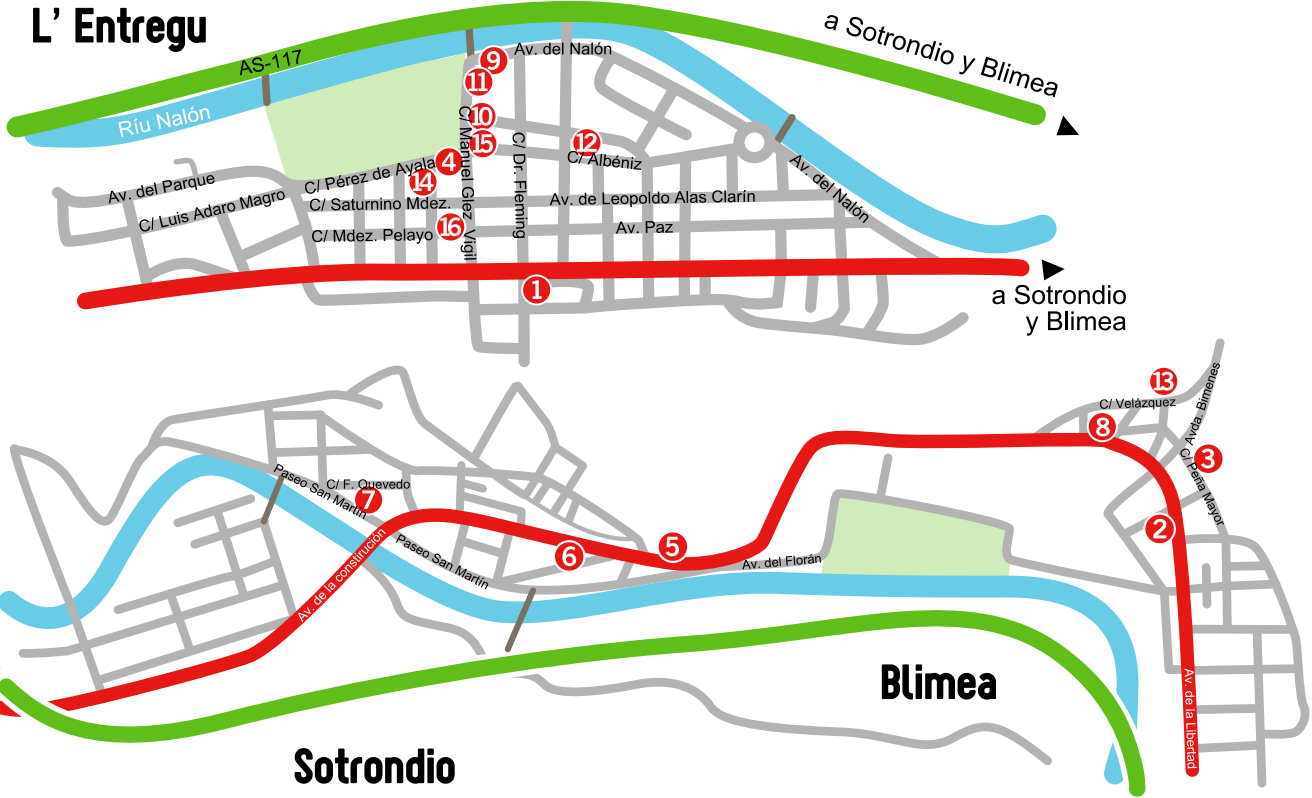 L' Entregu
a Sotrondio y Blimea
AS-117
Av. del Nalón
9
11
Ríu Nalón
10
C/ Manuel Glez. Vigil
15
C/ Dr. Fleming
12
C/ Albéniz
4
C/ Pérez de Ayala
14
Av. del Parque
Av. del Nalón
C/ Luis Adaro Magro
C/ Saturnino Mdez.
Av. de Leopoldo Alas Clarín
C/ Mdez. Pelayo
16
Av. Paz
1
a Sotrondio
y Blimea
13
C/ Velázquez
Avda. Bimenes
8
3
C/ Peña Mayor
Paseo San Martín
C/ F. Quevedo
7
2
Av. de la constirución
Paseo San Martín
6
5
Av. del Florán
Blimea
Av. de la Libertad
Sotrondio